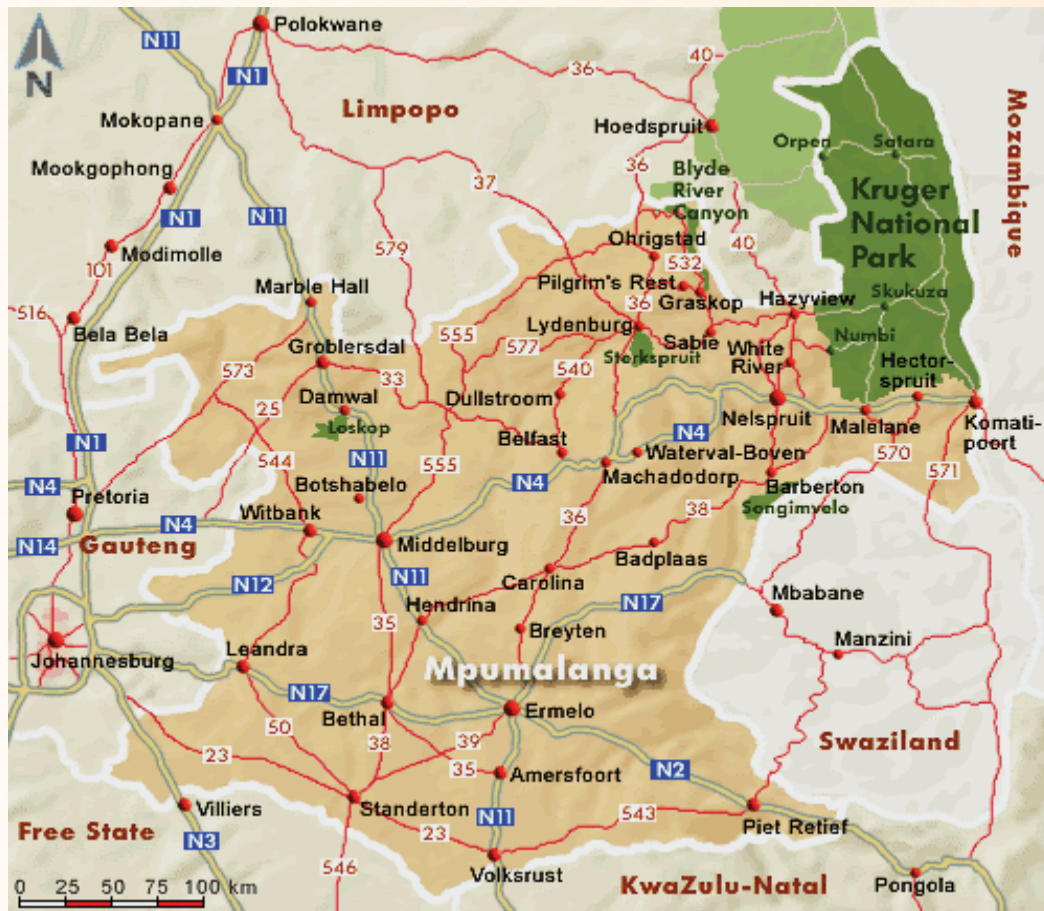 N11
Polokwane
N
N1
36
40
Limpopo
Mokopane
Hoedspruit
Mozambique
Orpen
Satara
Mookgophong
36
Blyde
River
Canyon
37
Kruger
National
Park
N1
N11
579
40
Modimolle
Ohrigstad
101
532
Marble Hall
Pilgrim's Rest
Graskop
Hazyview
Skukuza
516
36
Bela Bela
555
Lydenburg
577
Sabie
Numbi
Groblersdal
Sterkspruit
White
River
Hector-
spruit
573
33
540
Damwal
Dullstroom
25
Loskop
Nelspruit
Malelane
Komati-
poort
N1
Belfast
N4
N11
555
Waterval-Boven
570
544
571
N4
Machadodorp
N4
Pretoria
Botshabelo
Barberton
Witbank
Songimvelo
N4
38
36
N14
Gauteng
Middelburg
Badplaas
N11
Carolina
N12
N17
Mbabane
Hendrina
35
Breyten
Manzini
Leandra
Johannesburg
Mpumalanga
N17
Bethal
Ermelo
50
38
39
Swaziland
23
35
N2
Amersfoort
Villiers
Standerton
543
N11
Free State
23
Piet Retief
N3
546
Volksrust
0 25 50 75 100 km
KwaZulu-Natal
Pongola